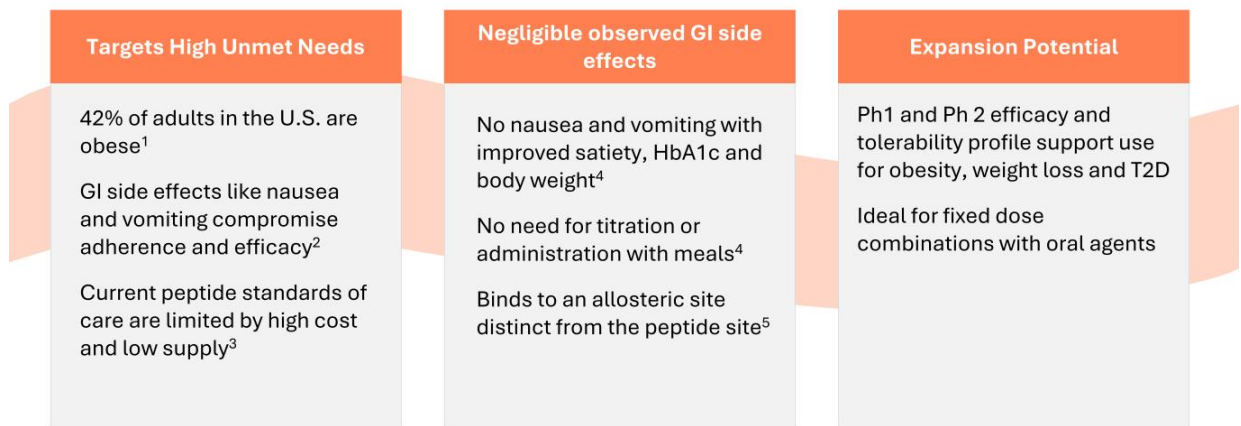 Targets High Unmet Needs
42% of adults in the U.S. are
obese¹
GI side effects like nausea
and vomiting compromise
adherence and efficacy²
Current peptide standards of
care are limited by high cost
and low supply³
Negligible observed GI side
effects
No nausea and vomiting with
improved satiety, HbA1c and
body weight⁴
No need for titration or
administration with meals⁴
Binds to an allosteric site
distinct from the peptide site⁵
Expansion Potential
Ph1 and Ph 2 efficacy and
tolerability profile support use
for obesity, weight loss and T2D
Ideal for fixed dose
combinations with oral agents